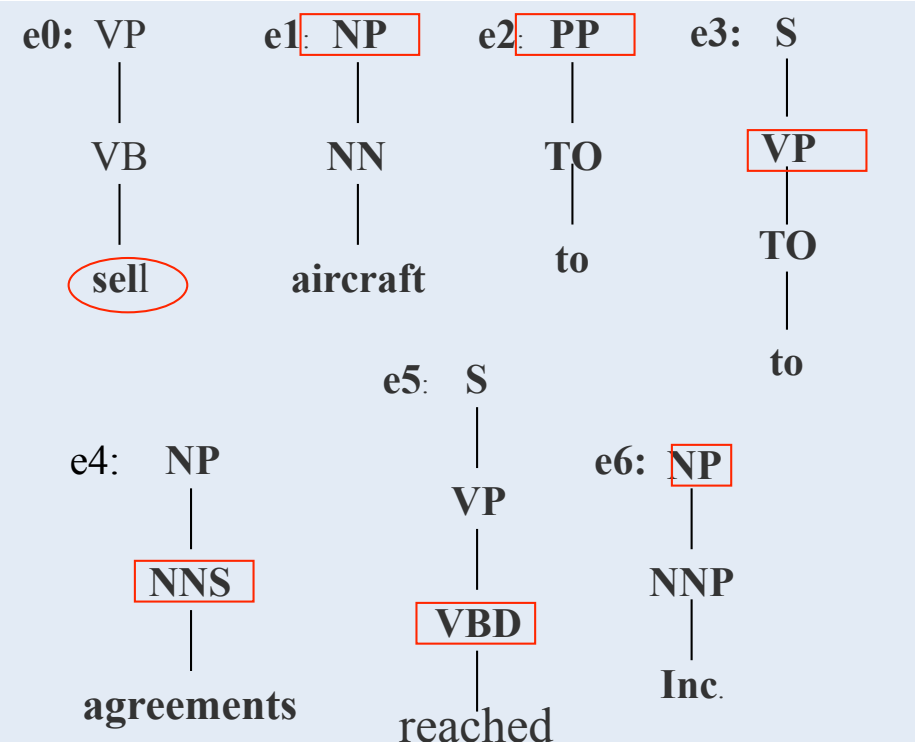 e0: VP
VB
sell
e1: NP
NN
aircraft
e2: PP
TO
to
e3: S
VP
TO
to
e4: NP
NNS
agreements
e5: S
VP
VBD
reached
e6: NP
NNP
Inc.